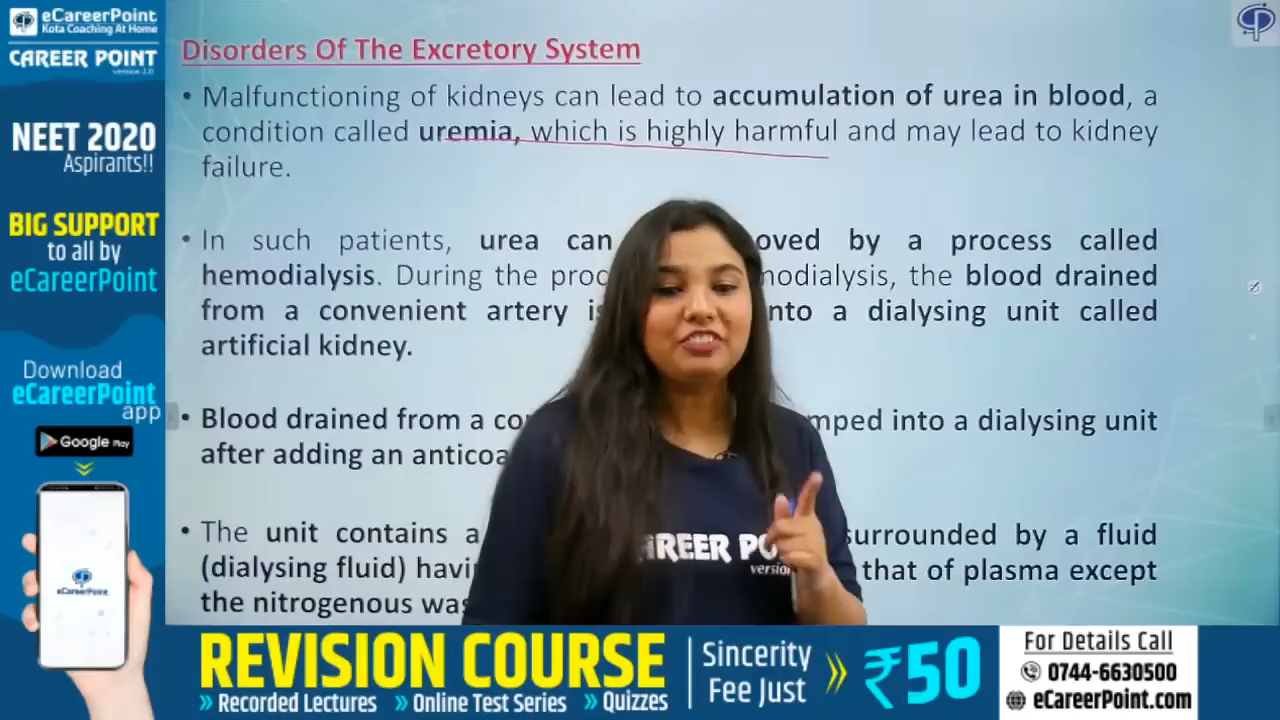 eCareerPoint
Kota Coaching At Home
CAREER POINT
version 2.0
NEET 2020
Aspirants!!
BIG SUPPORT
to all by
eCareerPoint
Download
eCareerPoint
app
Google Play
eCareerPoint
Disorders Of The Excretory System
• Malfunctioning of kidneys can lead to accumulation of urea in blood, a
condition called uremia, which is highly harmful and may lead to kidney
failure.
• In such patients, urea can oved by a process called
hemodialysis. During the proc modialysis, the blood drained
from a convenient artery is nto a dialysing unit called
artificial kidney.
• Blood drained from a co mped into a dialysing unit
after adding an anticoa
• The unit contains a surrounded by a fluid
(dialysing fluid) havi that of plasma except
the nitrogenous was
REER PO
versio
REVISION COURSE
» Recorded Lectures » Online Test Series » Quizzes
Sincerity
Fee Just
» ₹50
For Details Call
0744-6630500
eCareerPoint.com